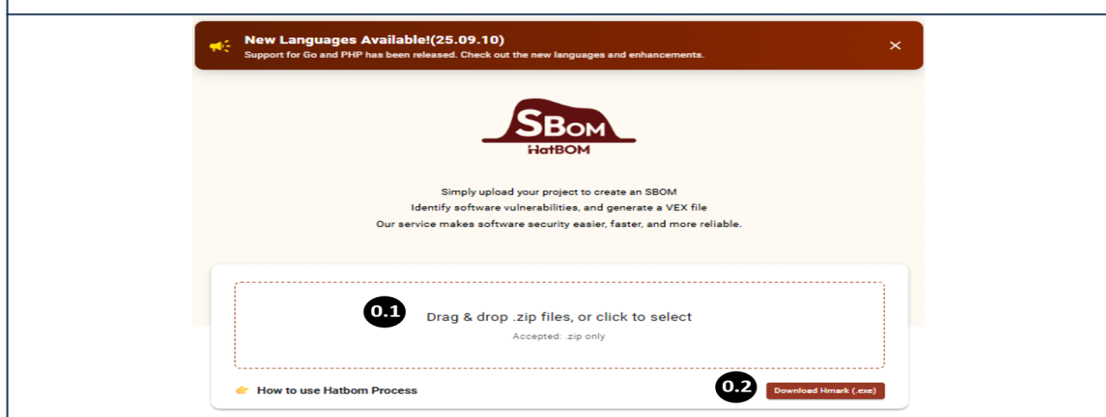 New Languages Available!(25.09.10)
Support for Go and PHP has been released. Check out the new languages and enhancements.
SBOM
HatBOM
Simply upload your project to create an SBOM
Identify software vulnerabilities, and generate a VEX file
Our service makes software security easier, faster, and more reliable.
0.1 Drag & drop .zip files, or click to select
Accepted: .zip only
How to use Hatbom Process
0.2 Download Hmark (.exe)